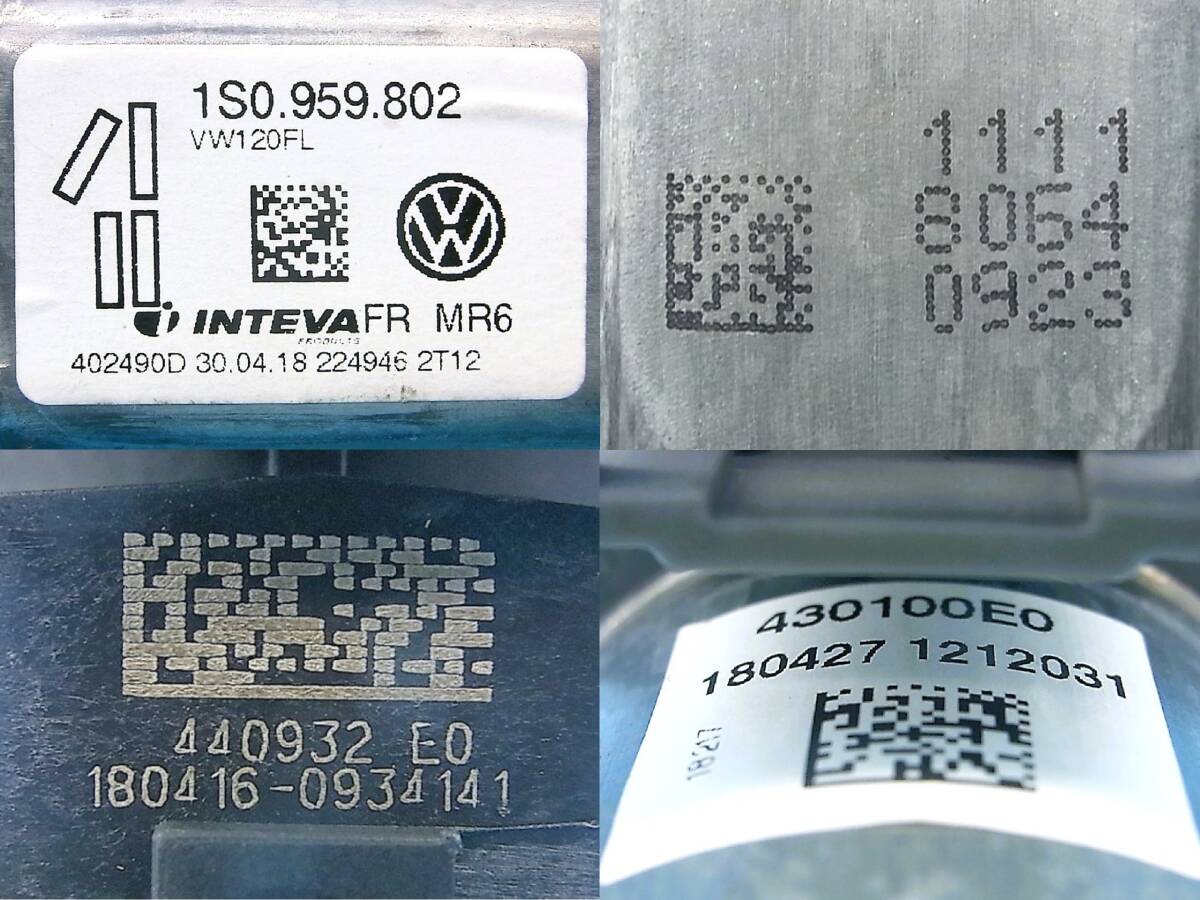 1S0.959.802
VW120FL
INTEVA FR MR6
PRODUCTS
402490D 30.04.18 224946 2T12
1111
8064
0923
440932 E0
180416-0934141
430100E0
180427 1212031